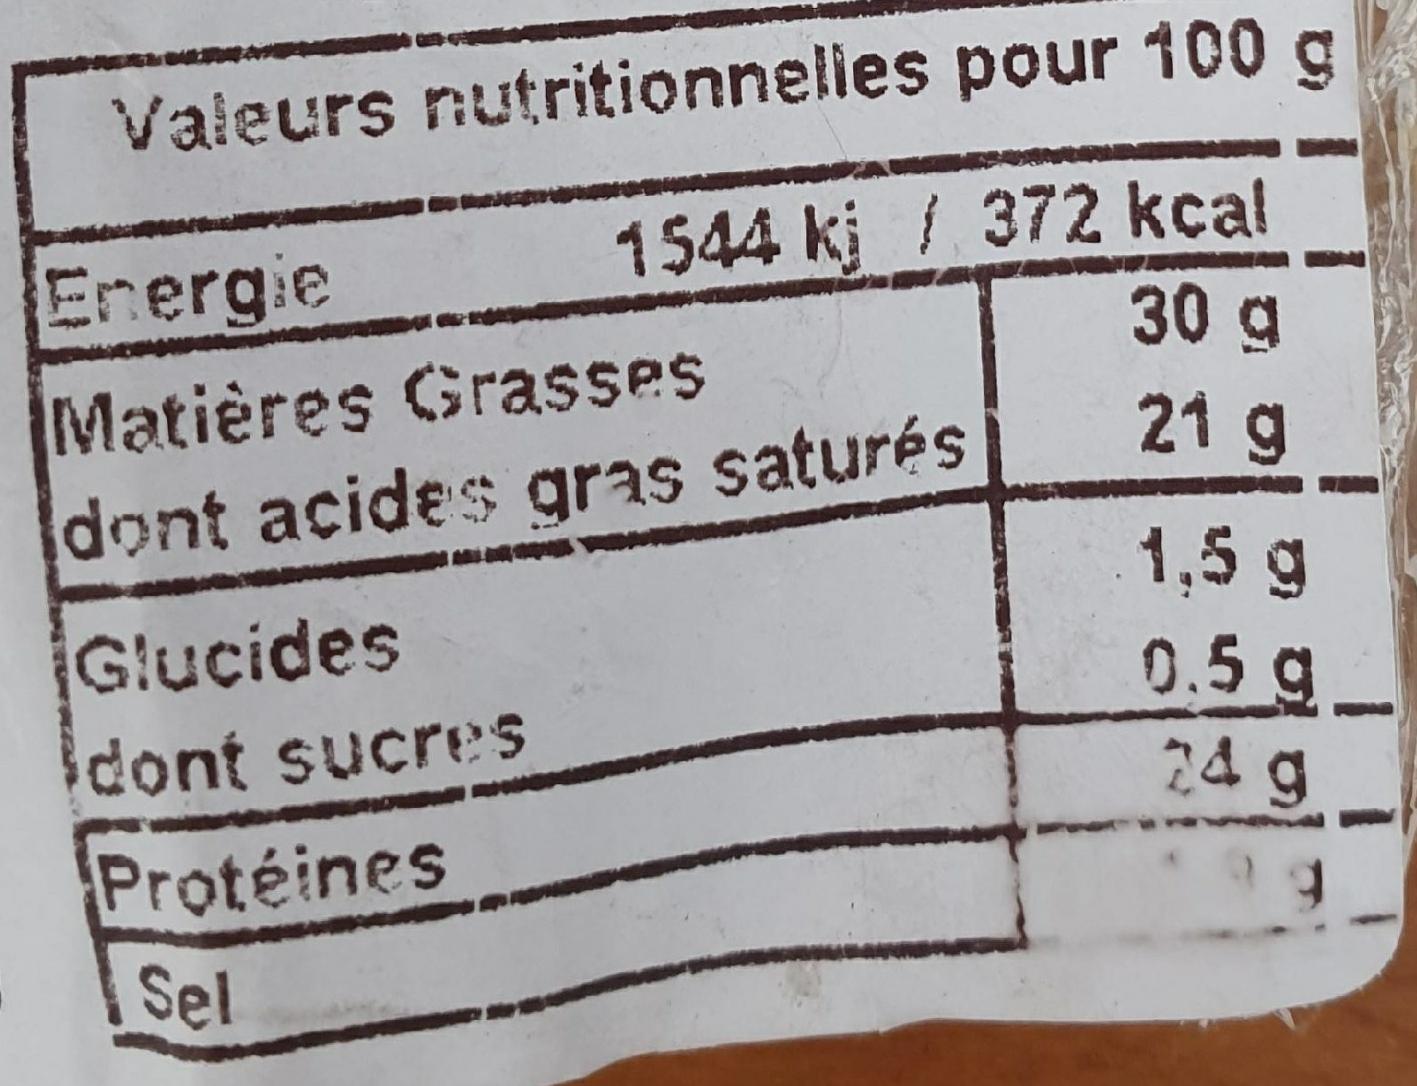 Valeurs nutritionnelles pour 100 g
Energie 1544 kj / 372 kcal
Matières Grasses 30 g
dont acides gras saturés 21 g
Glucides 1,5 g
dont sucres 0.5 g
Protéines 24 g
Sel g